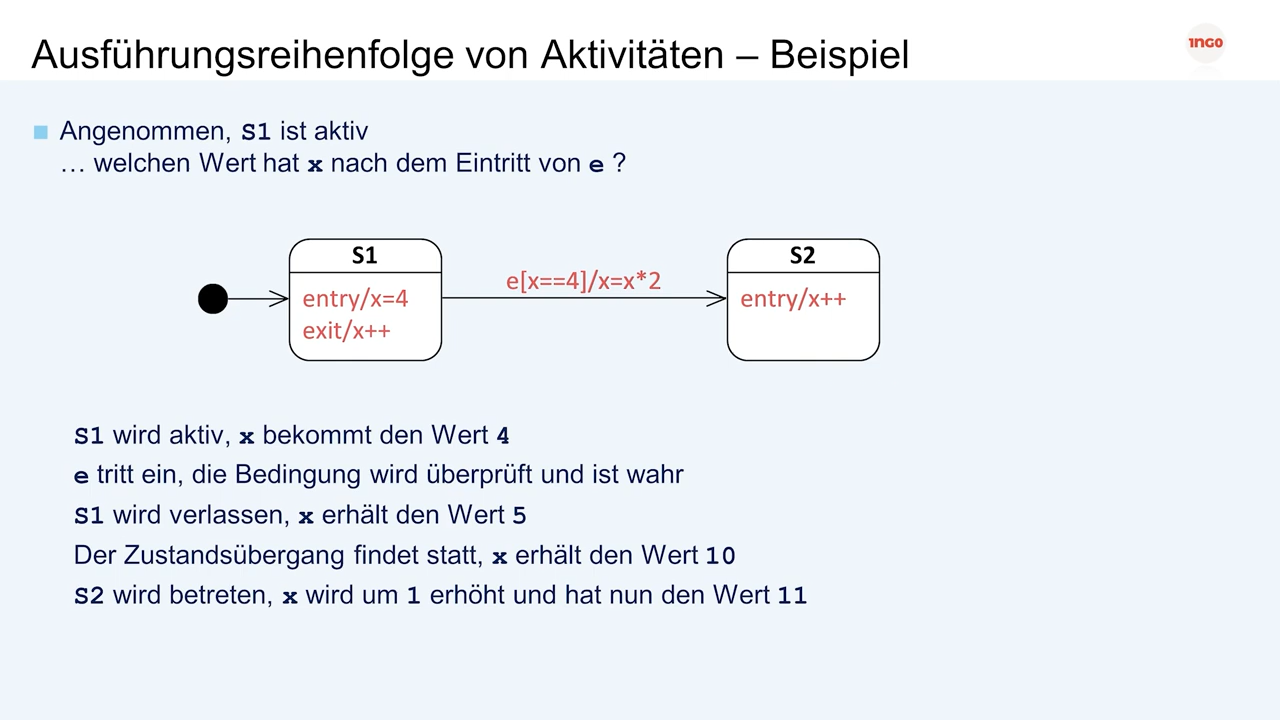 Ausführungsreihenfolge von Aktivitäten – Beispiel
1NGO
Angenommen, S1 ist aktiv
… welchen Wert hat x nach dem Eintritt von e ?
S1
entry/x=4
exit/x++
e[x==4]/x=x*2
S2
entry/x++
S1 wird aktiv, x bekommt den Wert 4
e tritt ein, die Bedingung wird überprüft und ist wahr
S1 wird verlassen, x erhält den Wert 5
Der Zustandsübergang findet statt, x erhält den Wert 10
S2 wird betreten, x wird um 1 erhöht und hat nun den Wert 11